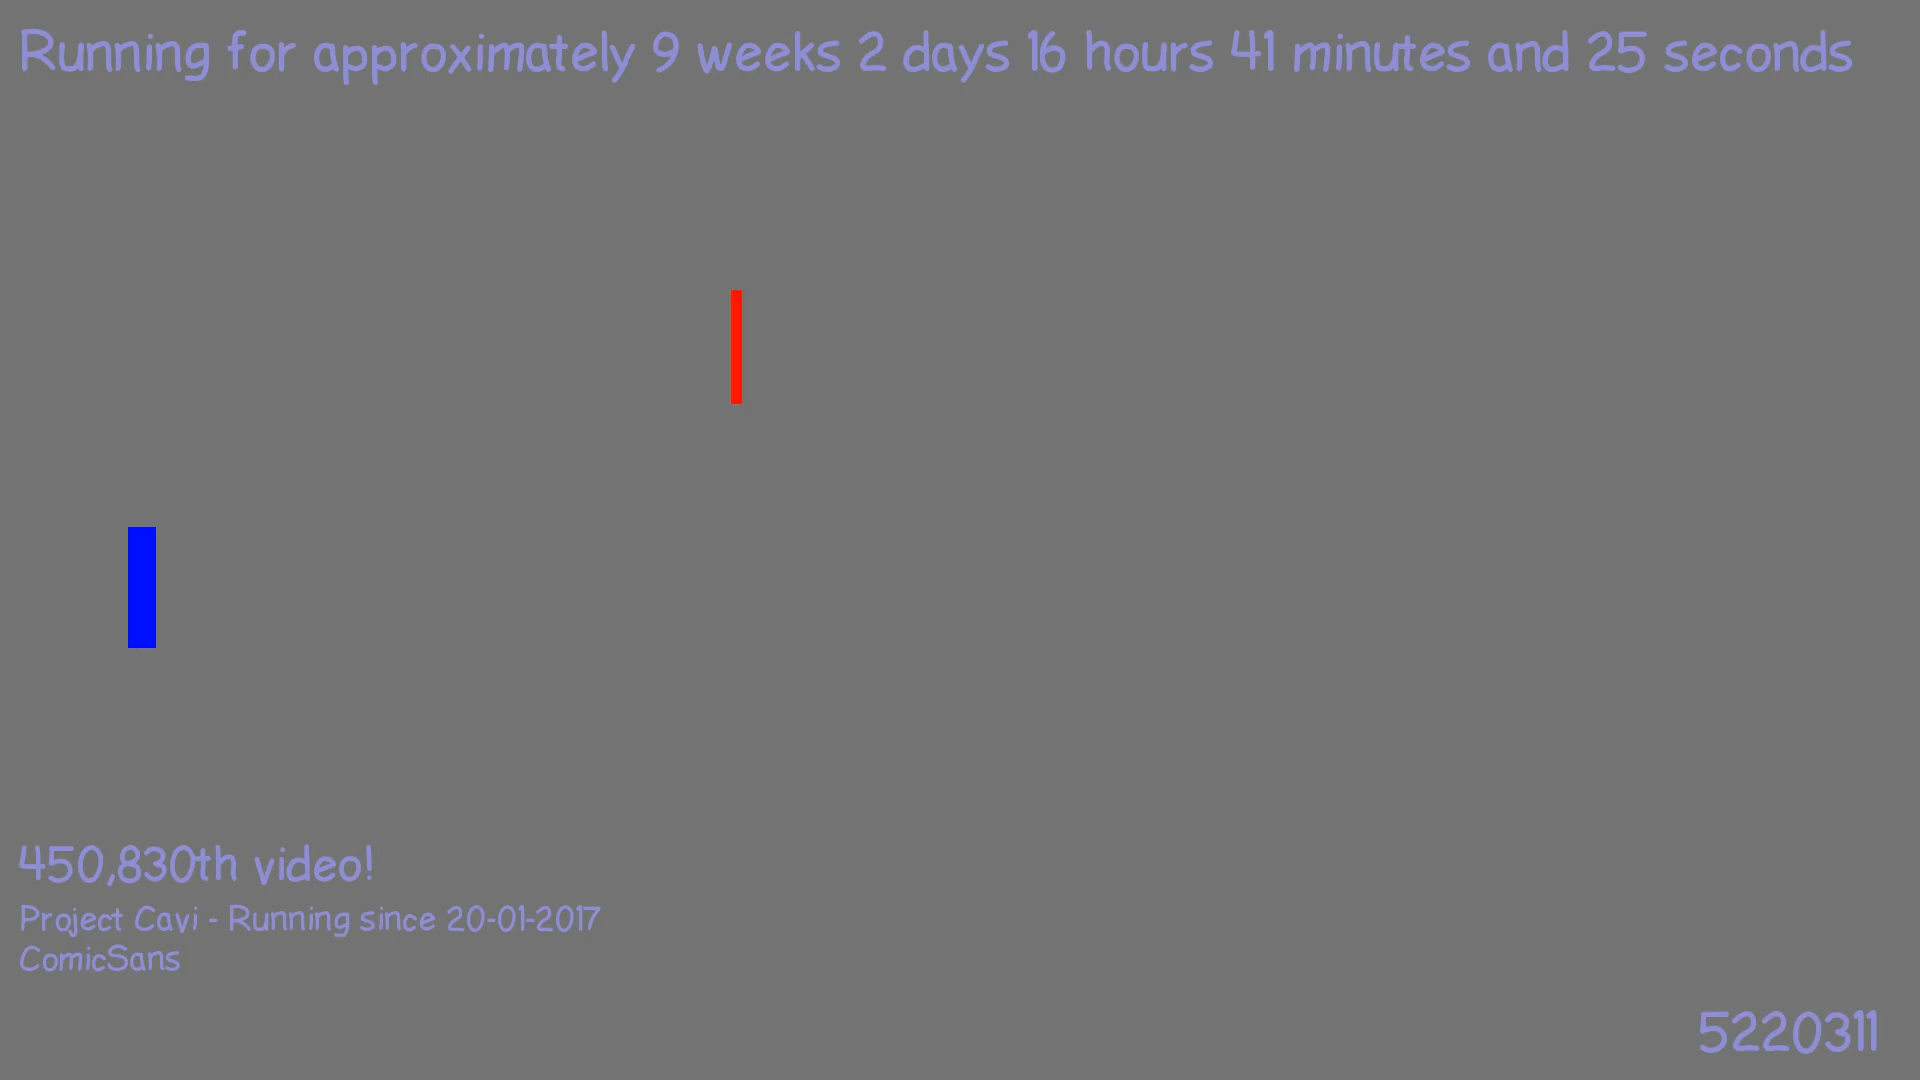 Running for approximately 9 weeks 2 days 16 hours 41 minutes and 25 seconds
450,830th video!
Project Cavi - Running since 20-01-2017
ComicSans
5220311